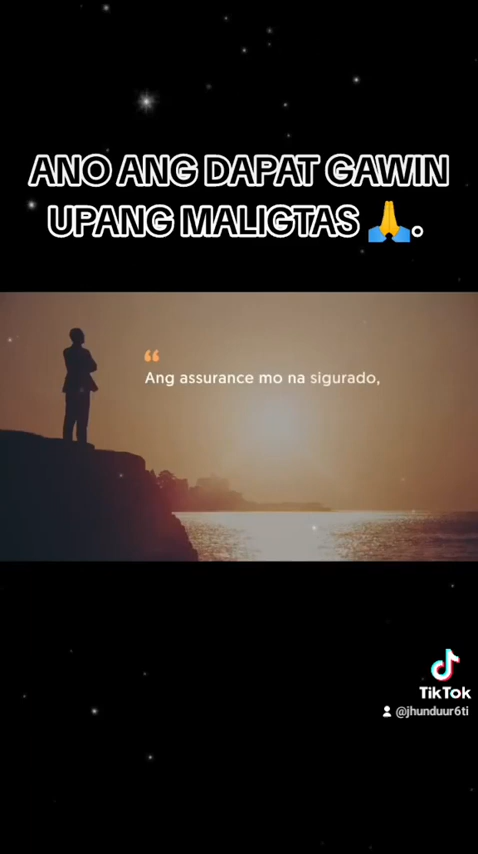 ANO ANG DAPAT GAWIN
UPANG MALIGTAS 🙏.
“
Ang assurance mo na sigurado,
TikTok
@jhunduur6ti